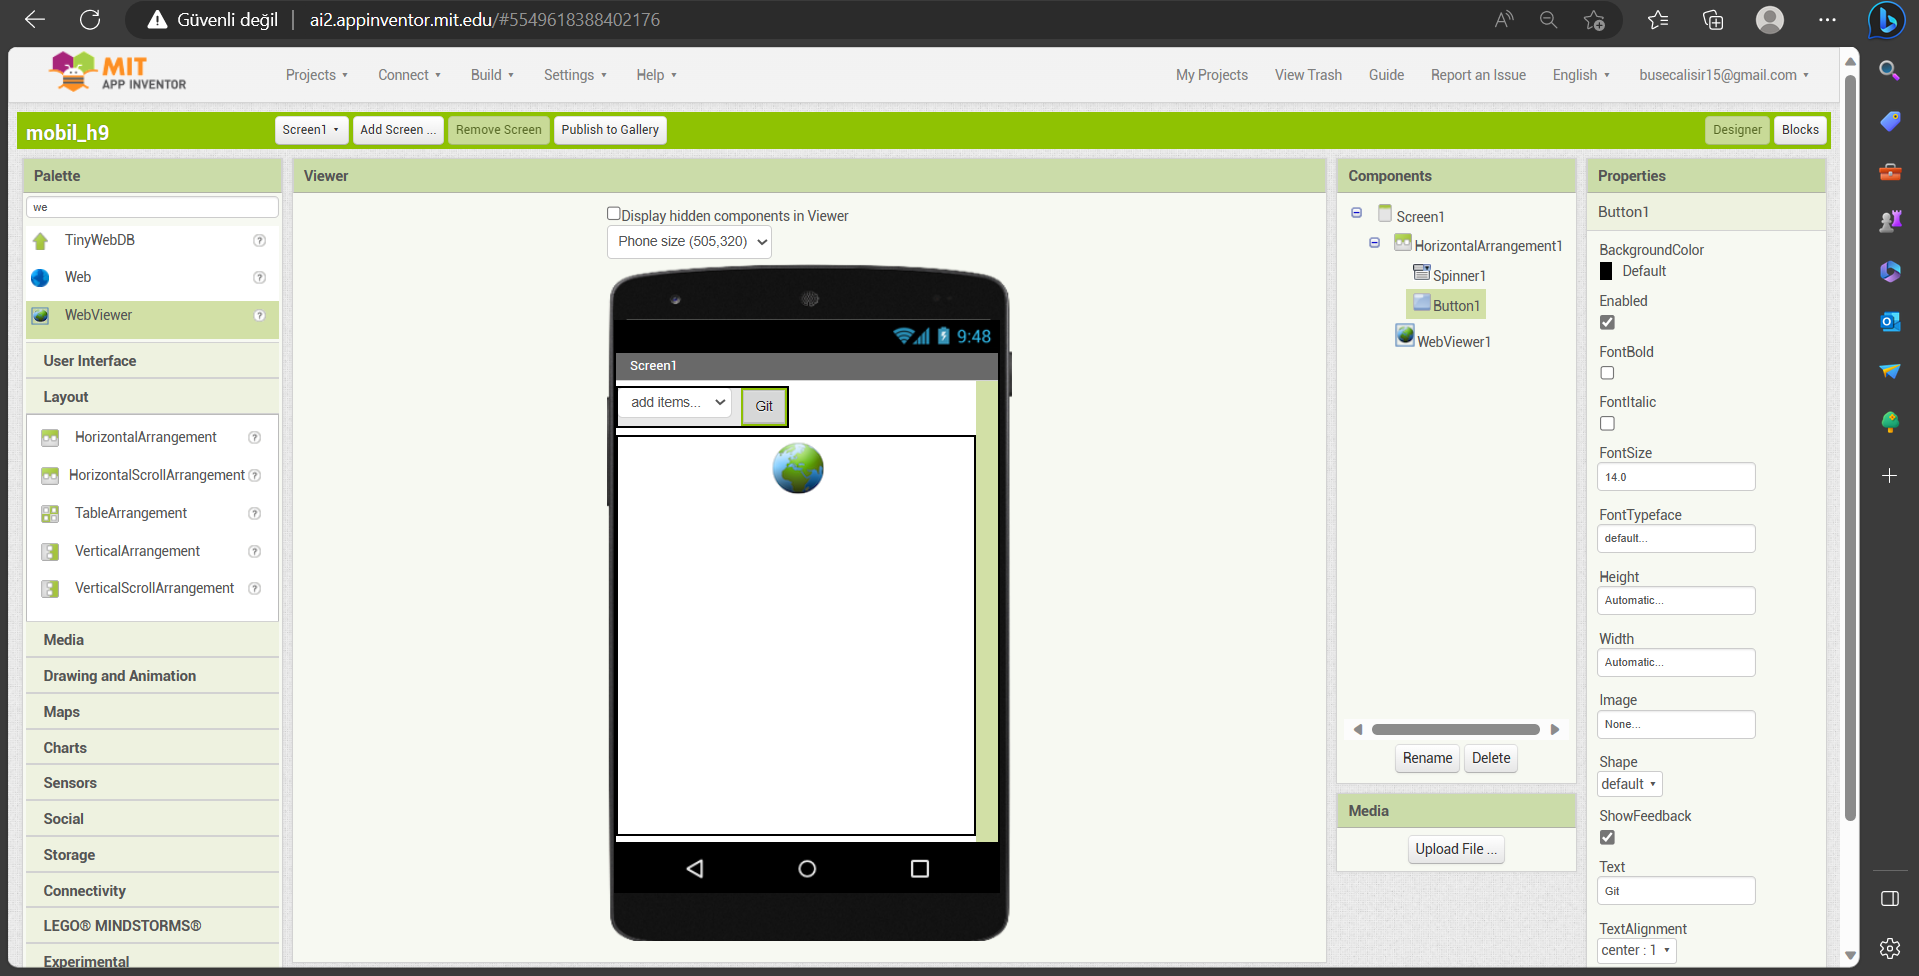 Güvenli değil
ai2.appinventor.mit.edu/#5549618388402176
MIT
APP INVENTOR
Projects
Connect
Build
Settings
Help
My Projects
View Trash
Guide
Report an Issue
English
busecalisir15@gmail.com
mobil_h9
Screen1
Add Screen ...
Remove Screen
Publish to Gallery
Designer
Blocks
Palette
we
TinyWebDB
Web
WebViewer
User Interface
Layout
HorizontalArrangement
HorizontalScrollArrangement
TableArrangement
VerticalArrangement
VerticalScrollArrangement
Media
Drawing and Animation
Maps
Charts
Sensors
Social
Storage
Connectivity
LEGO® MINDSTORMS®
Experimental
Viewer
Display hidden components in Viewer
Phone size (505,320)
9:48
Screen1
add items...
Git
Components
Screen1
HorizontalArrangement1
Spinner1
Button1
WebViewer1
Rename
Delete
Media
Upload File ...
Properties
Button1
BackgroundColor
Default
Enabled
FontBold
FontItalic
FontSize
14.0
FontTypeface
default...
Height
Automatic...
Width
Automatic...
Image
None...
Shape
default
ShowFeedback
Text
Git
TextAlignment
center : 1